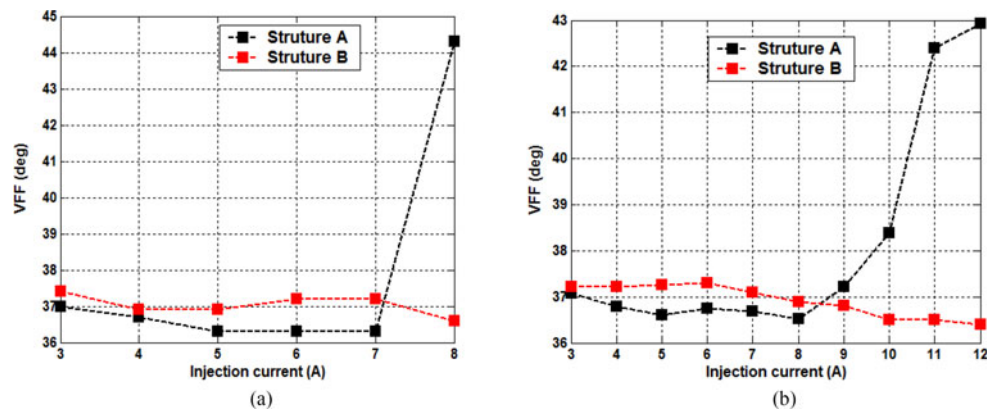 45
44
43
42
41
40
39
38
37
36
VFF (deg)
3 4 5 6 7 8
Injection current (A)
Struture A
Struture B
(a)
43
42
41
40
39
38
37
36
VFF (deg)
3 4 5 6 7 8 9 10 11 12
Injection current (A)
Struture A
Struture B
(b)